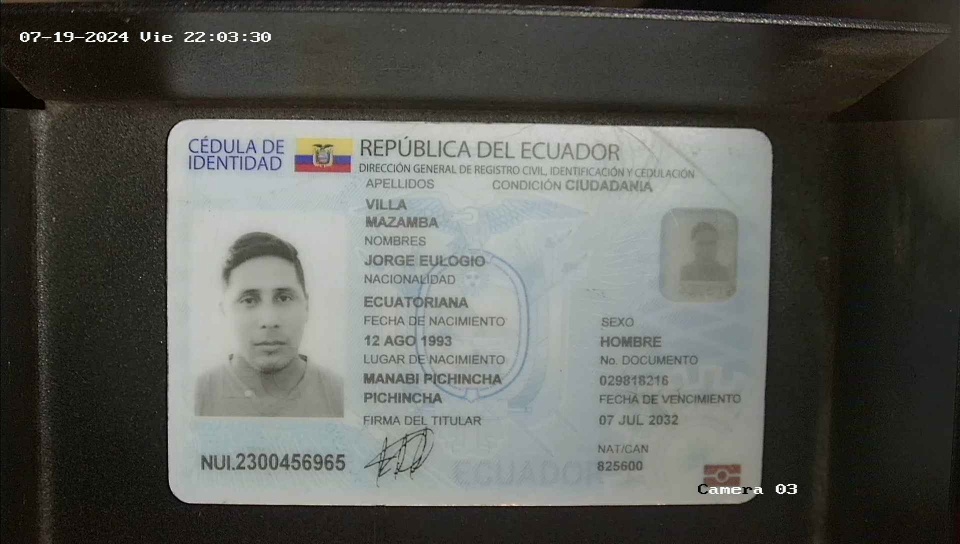 07-19-2024 Vie 22:03:30
CÉDULA DE IDENTIDAD
REPÚBLICA DEL ECUADOR
DIRECCIÓN GENERAL DE REGISTRO CIVIL, IDENTIFICACIÓN Y CEDULACIÓN
APELLIDOS
CONDICIÓN CIUDADANÍA
VILLA
MAZAMBA
NOMBRES
JORGE EULOGIO
NACIONALIDAD
ECUATORIANA
FECHA DE NACIMIENTO
12 AGO 1993
LUGAR DE NACIMIENTO
MANABI PICHINCHA
PICHINCHA
FIRMA DEL TITULAR
SEXO
HOMBRE
No. DOCUMENTO
029818216
FECHA DE VENCIMIENTO
07 JUL 2032
NAT/CAN
825600
NUI.2300456965
ECUADOR
Camera 03